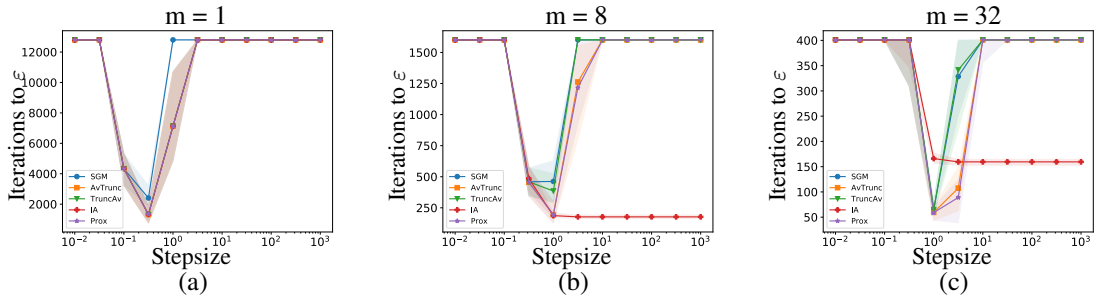 m = 1
12000
10000
8000
6000
4000
2000
Iterations to ε
SGM
AvTrunc
TruncAv
IA
Prox
10⁻² 10⁻¹ 10⁰ 10¹ 10² 10³
Stepsize
(a)
m = 8
1500
1250
1000
750
500
250
Iterations to ε
SGM
AvTrunc
TruncAv
IA
Prox
10⁻² 10⁻¹ 10⁰ 10¹ 10² 10³
Stepsize
(b)
m = 32
400
350
300
250
200
150
100
50
Iterations to ε
SGM
AvTrunc
TruncAv
IA
Prox
10⁻² 10⁻¹ 10⁰ 10¹ 10² 10³
Stepsize
(c)